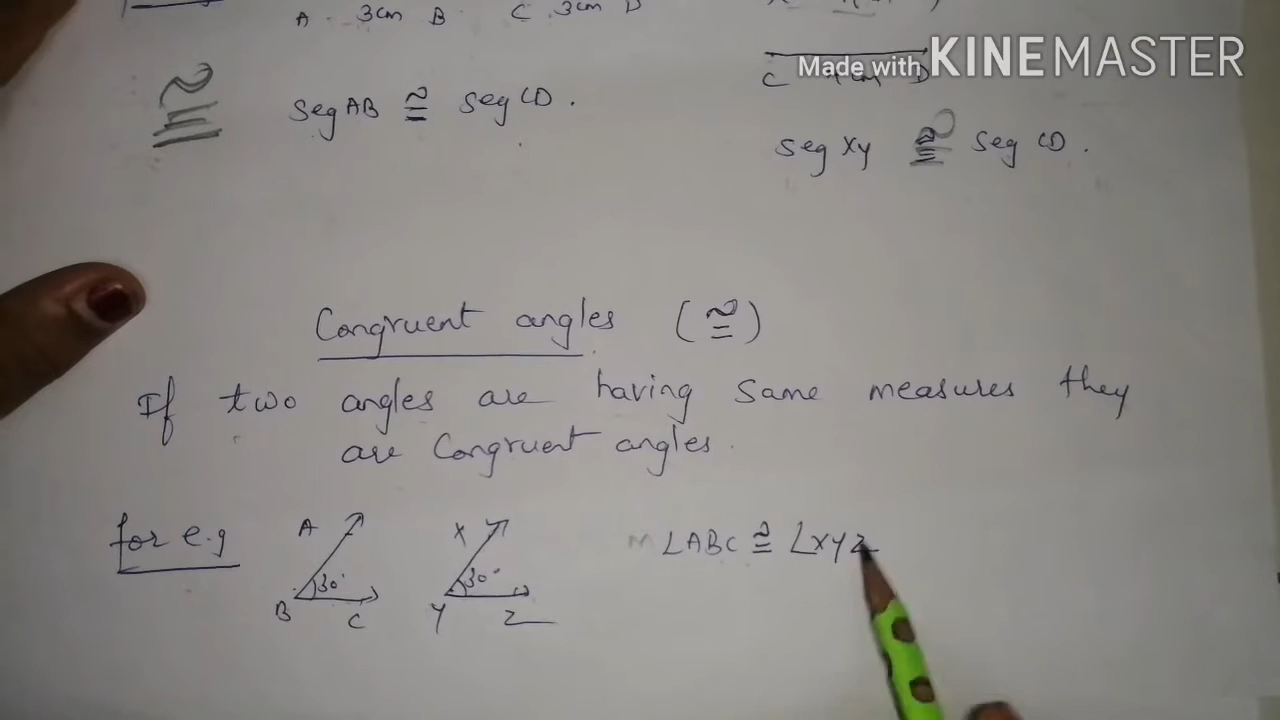 A 3cm B C 3cm D
Made with KINEMASTER
C D
seg AB ≅ seg CD.
seg XY ≅ seg CD.
≅
Congruent angles (≅)
If two angles are having same measures they
are Congruent angles.
for e.g
A 30° B C
X 30° Y Z
∠ABC ≅ ∠XYZ